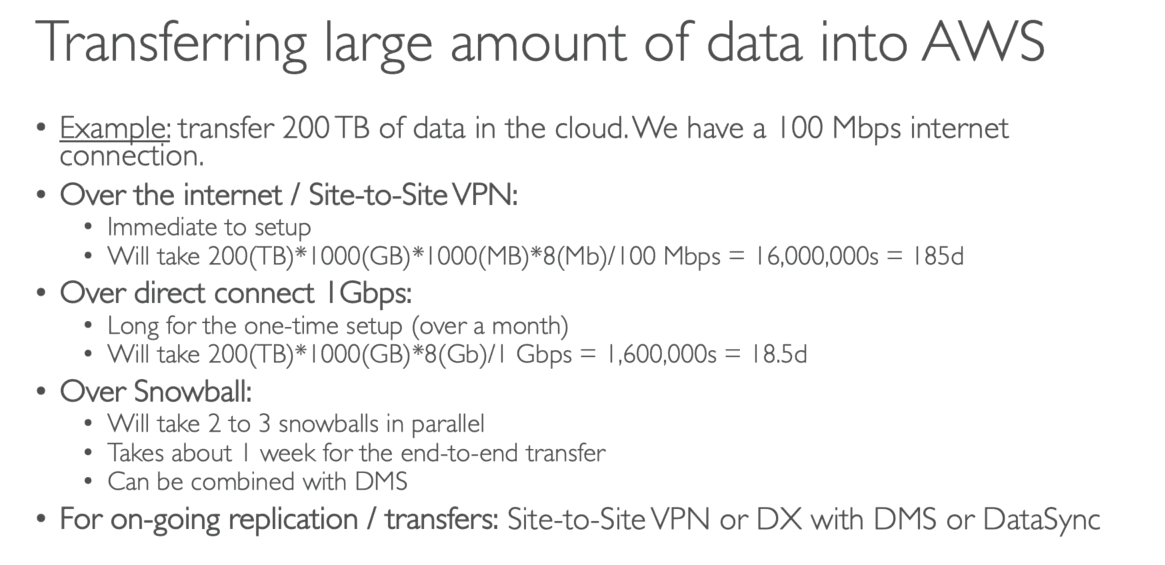 Transferring large amount of data into AWS
• Example: transfer 200 TB of data in the cloud. We have a 100 Mbps internet
connection.
• Over the internet / Site-to-Site VPN:
• Immediate to setup
• Will take 200(TB)*1000(GB)*1000(MB)*8(Mb)/100 Mbps = 16,000,000s = 185d
• Over direct connect 1Gbps:
• Long for the one-time setup (over a month)
• Will take 200(TB)*1000(GB)*8(Gb)/1 Gbps = 1,600,000s = 18.5d
• Over Snowball:
• Will take 2 to 3 snowballs in parallel
• Takes about 1 week for the end-to-end transfer
• Can be combined with DMS
• For on-going replication / transfers: Site-to-Site VPN or DX with DMS or DataSync